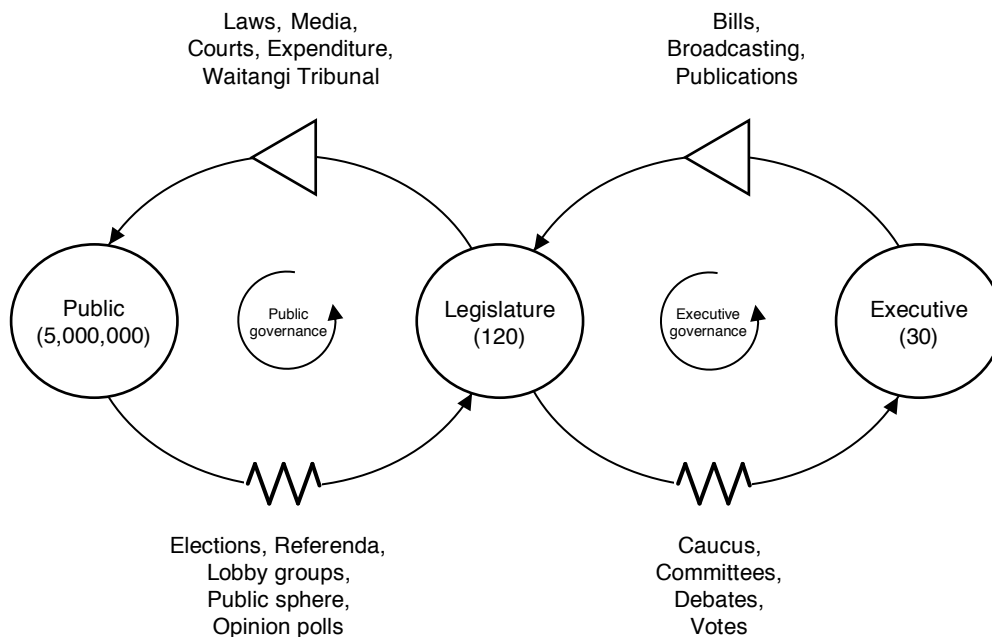 Laws, Media,
Courts, Expenditure,
Waitangi Tribunal
Bills,
Broadcasting,
Publications
Public
(5,000,000)
Public
governance
Legislature
(120)
Executive
governance
Executive
(30)
Elections, Referenda,
Lobby groups,
Public sphere,
Opinion polls
Caucus,
Committees,
Debates,
Votes